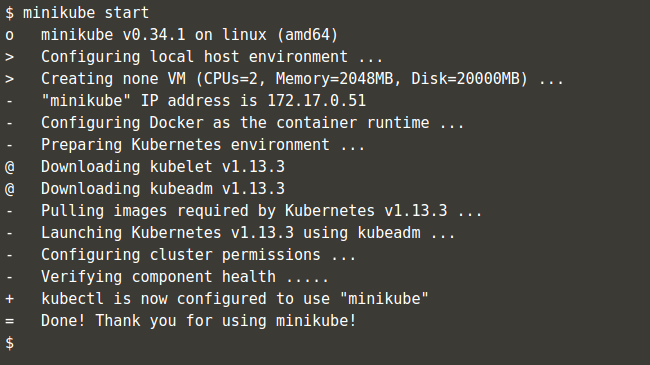 $ minikube start
o   minikube v0.34.1 on linux (amd64)
>   Configuring local host environment ...
>   Creating none VM (CPUs=2, Memory=2048MB, Disk=20000MB) ...
-   "minikube" IP address is 172.17.0.51
-   Configuring Docker as the container runtime ...
-   Preparing Kubernetes environment ...
@   Downloading kubelet v1.13.3
@   Downloading kubeadm v1.13.3
-   Pulling images required by Kubernetes v1.13.3 ...
-   Launching Kubernetes v1.13.3 using kubeadm ...
-   Configuring cluster permissions ...
-   Verifying component health .....
+   kubectl is now configured to use "minikube"
=   Done! Thank you for using minikube!
$